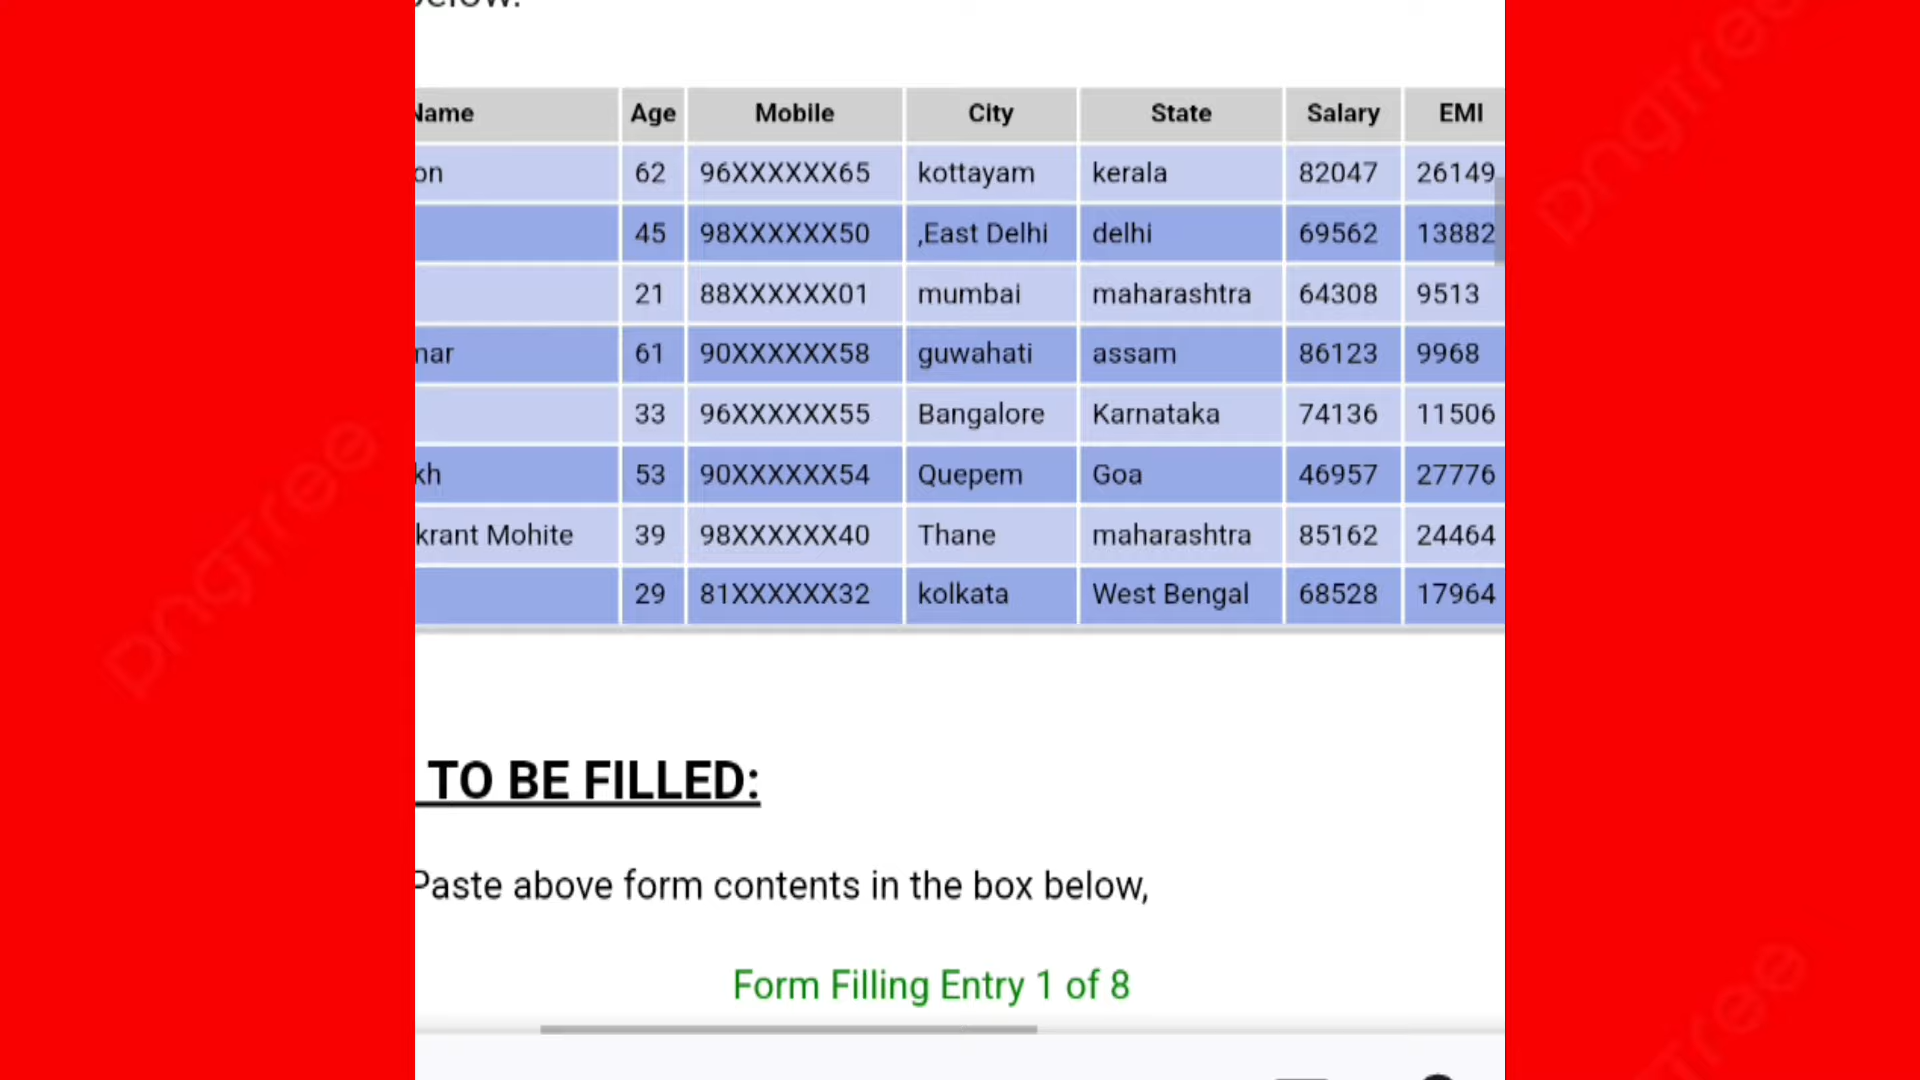 below.
Name Age Mobile City State Salary EMI
on 62 96XXXXXX65 kottayam kerala 82047 26149
45 98XXXXXX50 ,East Delhi delhi 69562 13882
21 88XXXXXX01 mumbai maharashtra 64308 9513
mar 61 90XXXXXX58 guwahati assam 86123 9968
33 96XXXXXX55 Bangalore Karnataka 74136 11506
kh 53 90XXXXXX54 Quepem Goa 46957 27776
krant Mohite 39 98XXXXXX40 Thane maharashtra 85162 24464
29 81XXXXXX32 kolkata West Bengal 68528 17964
TO BE FILLED:
Paste above form contents in the box below,
Form Filling Entry 1 of 8
pngtree
pngtree